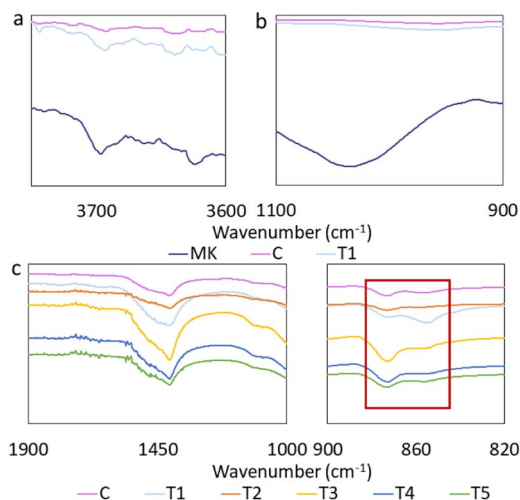 a
b
3700
3600
1100
900
Wavenumber (cm⁻¹)
MK
C
T1
c
1900
1450
1000
900
860
820
Wavenumber (cm⁻¹)
C
T1
T2
T3
T4
T5